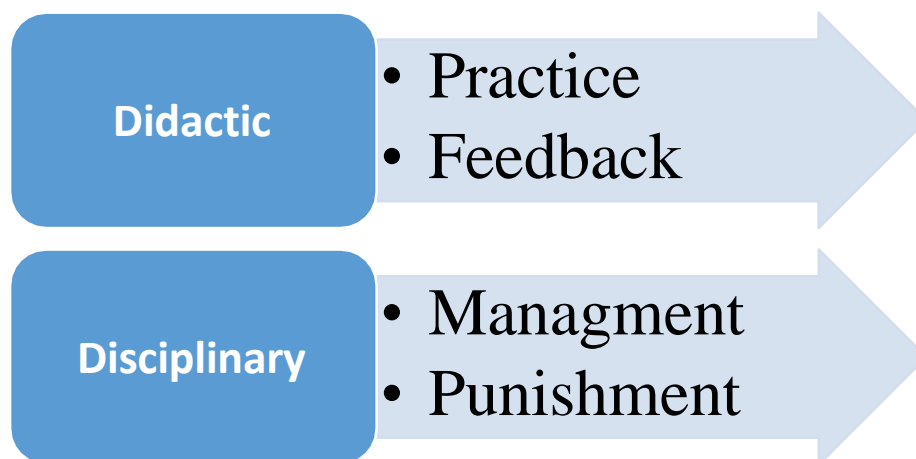 Didactic
• Practice
• Feedback
Disciplinary
• Managment
• Punishment